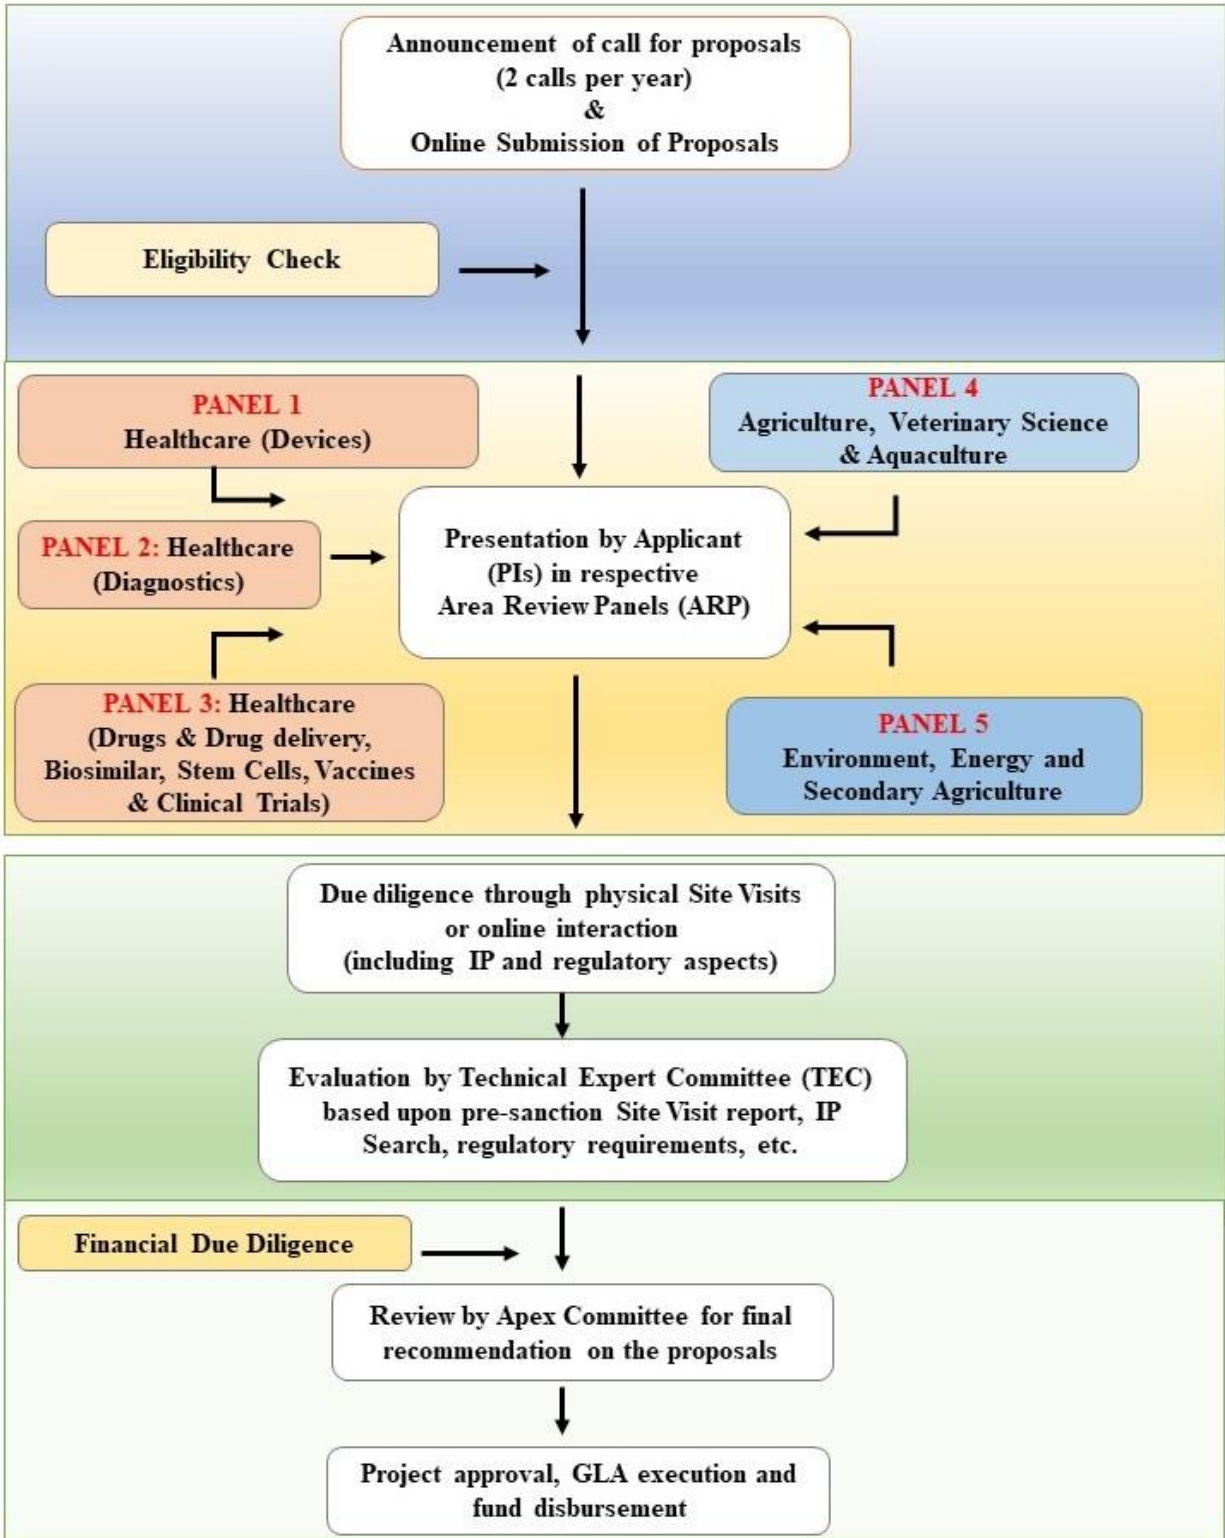 Announcement of call for proposals
(2 calls per year)
&
Online Submission of Proposals
Eligibility Check
PANEL 1
Healthcare (Devices)
PANEL 4
Agriculture, Veterinary Science
& Aquaculture
PANEL 2: Healthcare
(Diagnostics)
Presentation by Applicant
(PIs) in respective
Area Review Panels (ARP)
PANEL 3: Healthcare
(Drugs & Drug delivery,
Biosimilar, Stem Cells, Vaccines
& Clinical Trials)
PANEL 5
Environment, Energy and
Secondary Agriculture
Due diligence through physical Site Visits
or online interaction
(including IP and regulatory aspects)
Evaluation by Technical Expert Committee (TEC)
based upon pre-sanction Site Visit report, IP
Search, regulatory requirements, etc.
Financial Due Diligence
Review by Apex Committee for final
recommendation on the proposals
Project approval, GLA execution and
fund disbursement